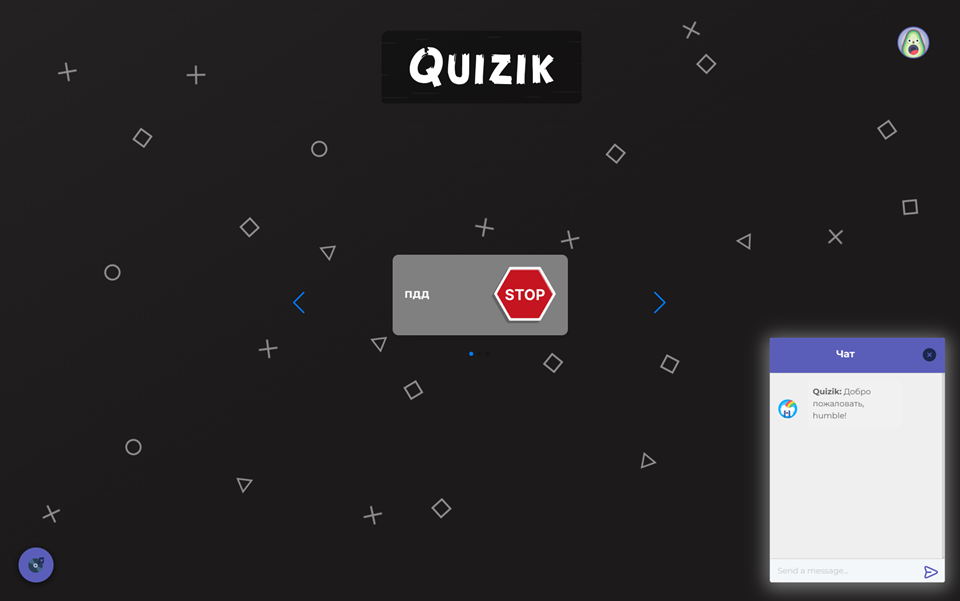 Quizik
пдд
STOP
Чат
Quizik: Добро
пожаловать,
humble!
Send a message...